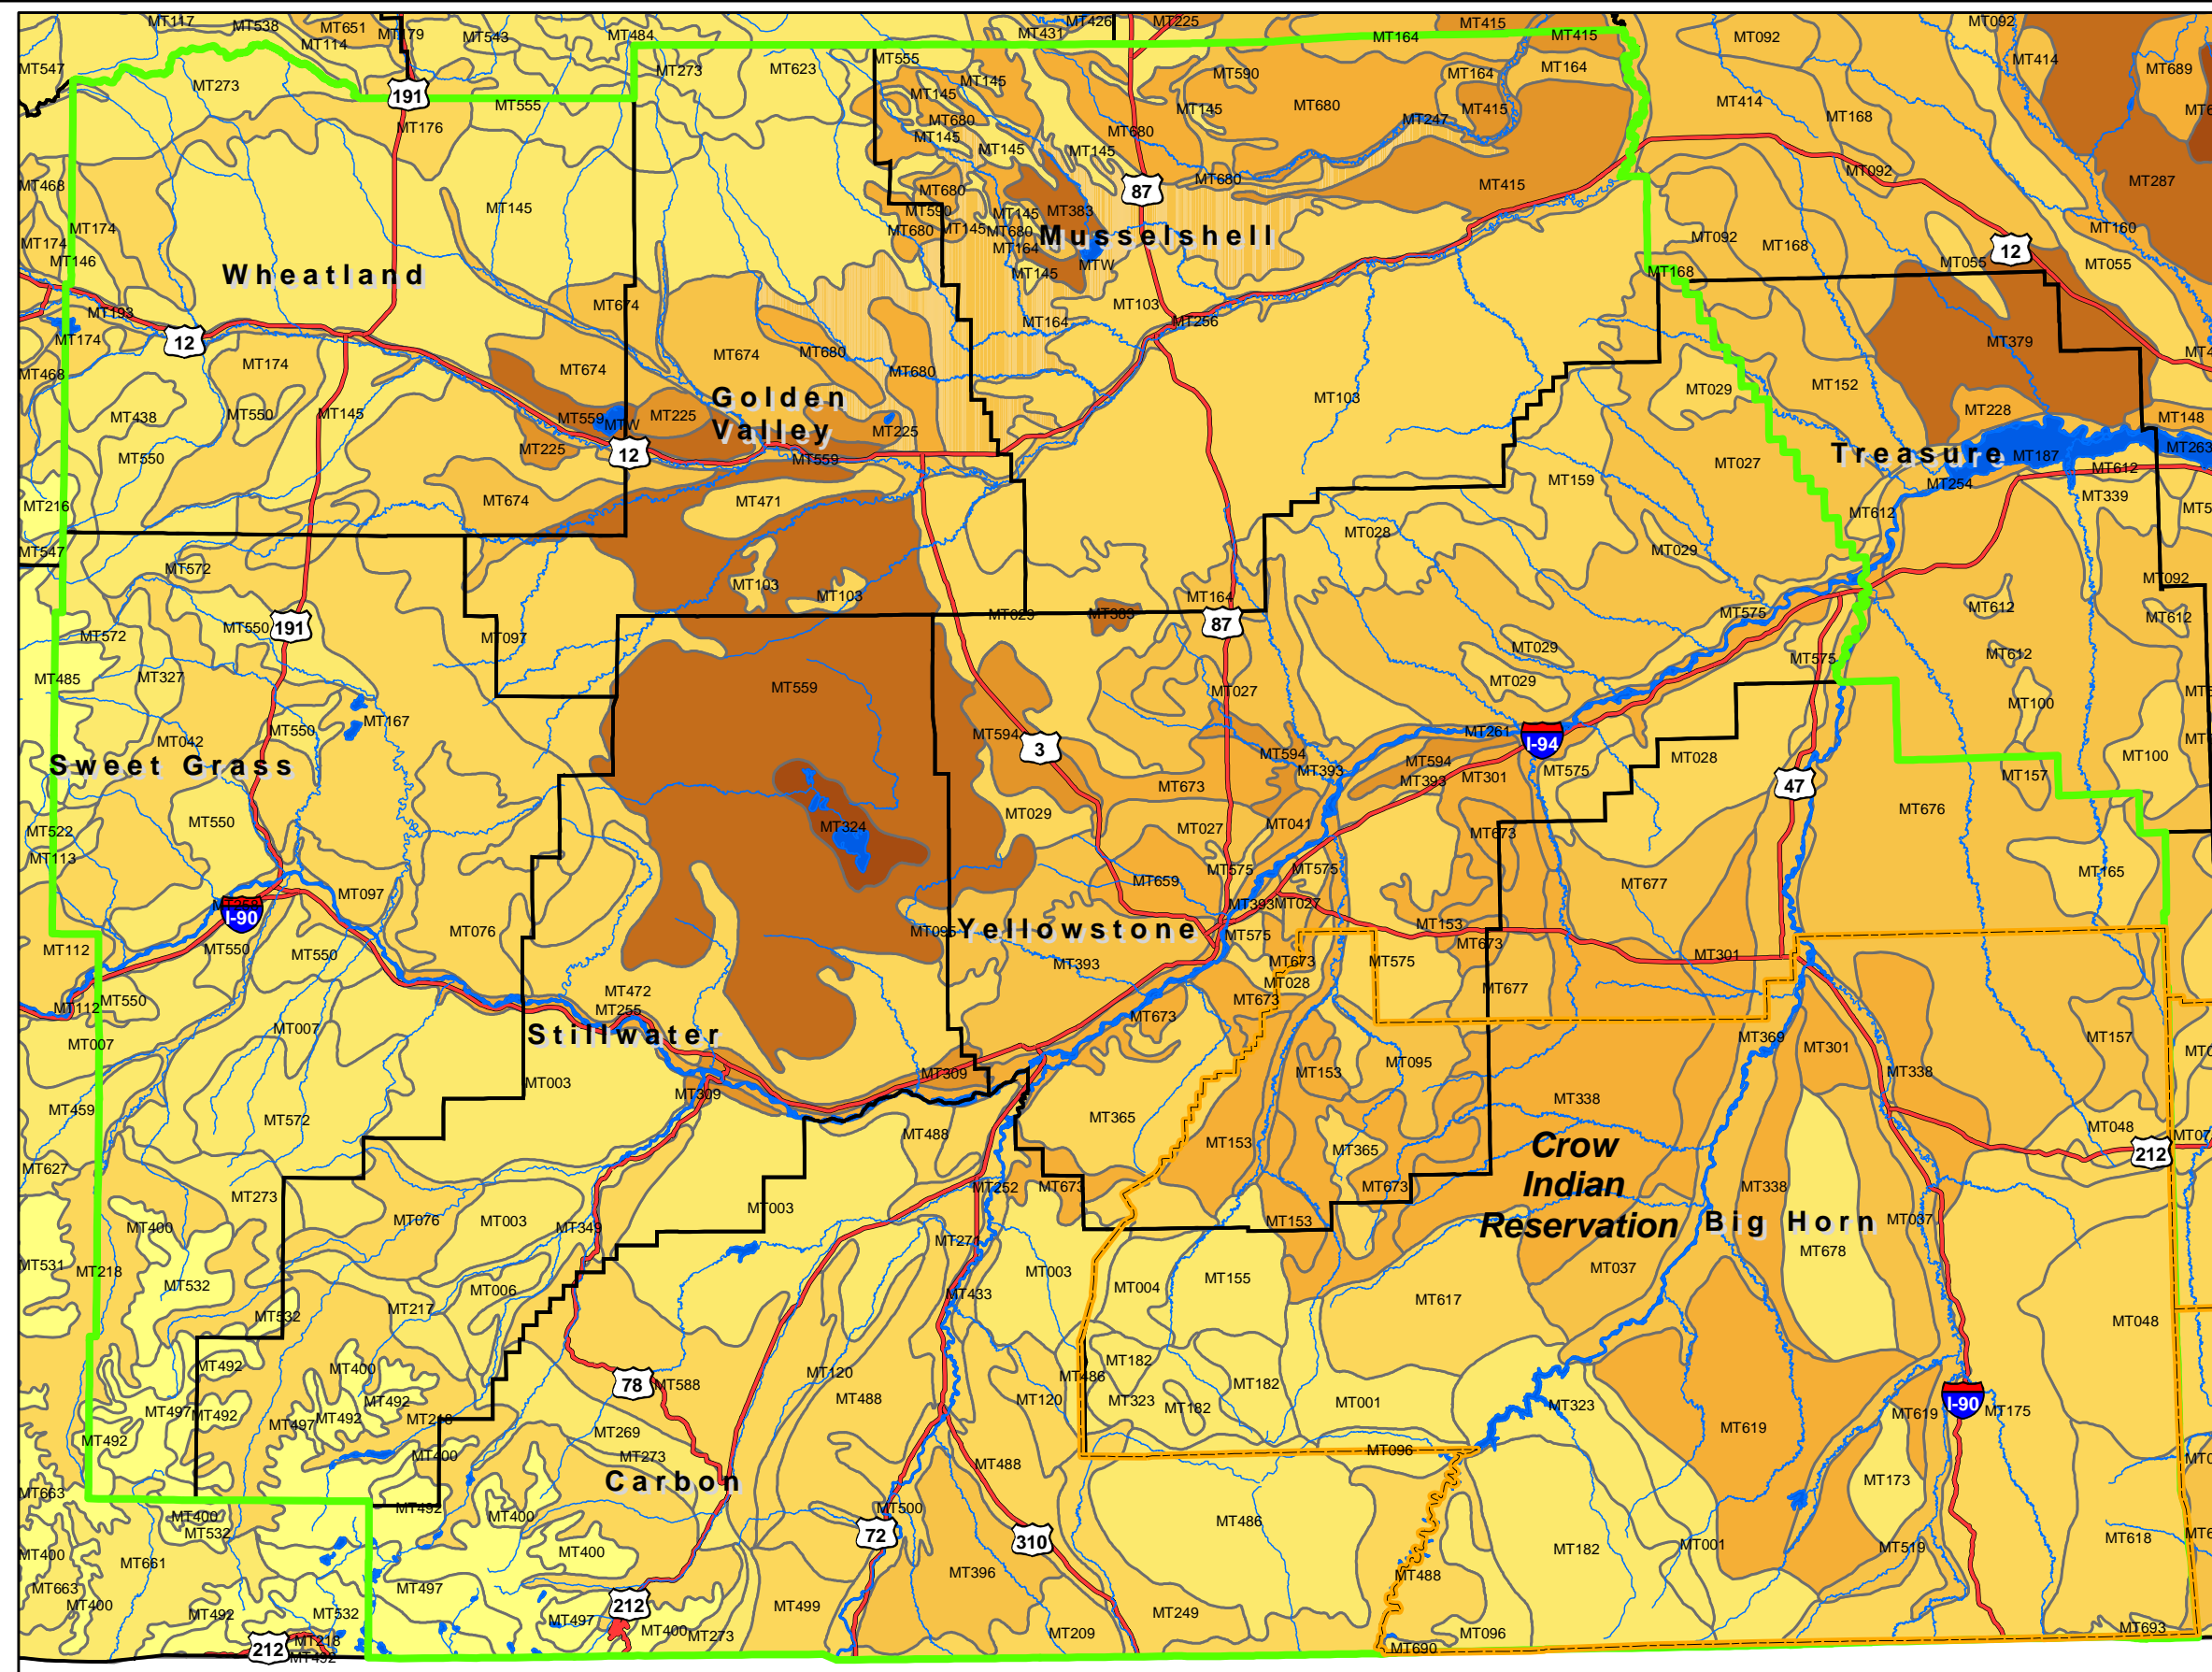 MT117
MT538
MT651
MT179
MT114
MT543
MT484
MT426
MT225
MT431
MT415
MT164
MT415
MT092
MT092
MT414
MT689
MT547
MT273
MT273
MT623
MT555
MT145
MT145
MT590
MT164
MT164
MT680
MT415
MT414
MT168
191
MT555
MT176
MT680
MT145
MT145
MT680
MT145
MT145
MT247
MT680
MT468
MT145
MT174
MT174
MT146
MT680
MT590
MT680
MT145
MT145
MT680
MT164
MT383
87
MT415
MT092
MT287
MT160
MT092
MT168
12
MT055
MT055
Wheatland
Musselshell
MTW
MT145
MT168
MT193
MT174
12
MT674
MT103
MT164
MT256
MT379
MT468
MT174
MT674
MT674
MT680
MT680
MT103
MT029
MT152
MT438
MT550
MT145
MT559
MTW
MT225
Golden
Valley
MT225
MT228
MT148
MT550
MT225
12
MT559
MT027
Treasure
MT187
MT263
MT612
MT254
MT216
MT674
MT471
MT159
MT339
MT612
MT547
MT572
MT103
MT103
MT028
MT029
MT092
MT572
MT550
191
MT097
MT029
MT383
MT164
87
MT575
MT612
MT612
MT485
MT327
MT559
MT027
MT029
MT029
MT575
MT612
MT100
MT167
MT550
MT042
Sweet Grass
MT594
3
MT594
MT393
MT261
I-94
MT594
MT393
MT301
MT575
MT028
47
MT157
MT100
MT522
MT113
MT550
MT324
MT029
MT673
MT027
MT041
MT673
MT676
MT097
I-90
MT659
MT575
MT575
MT677
MT165
MT076
MT095
Yellowstone
MT393
MT027
MT575
MT153
MT673
MT112
MT550
MT550
MT393
MT673
MT028
MT575
MT301
MT550
MT112
MT472
MT255
MT673
MT677
MT007
MT007
Stillwater
MT673
MT369
MT301
MT157
MT459
MT003
MT309
MT309
MT153
MT095
MT338
MT338
MT572
MT488
MT365
MT153
MT365
Crow
Indian
Reservation
MT048
212
MT627
MT273
MT252
MT673
MT673
MT338
MT400
MT076
MT003
MT349
MT003
MT271
MT153
Big Horn
MT037
MT678
MT531
MT218
MT532
MT006
MT003
MT004
MT155
MT037
MT532
MT217
MT433
MT617
MT048
MT492
MT400
MT492
MT120
MT486
MT182
MT182
78
MT588
MT488
MT120
MT323
MT182
MT001
MT323
I-90
MT175
MT497
MT492
MT497
MT492
MT218
MT269
MT619
MT619
MT492
MT400
MT273
MT488
MT096
MT663
Carbon
MT173
MT400
MT532
MT492
MT400
MT500
72
310
MT486
MT400
MT661
MT400
MT182
MT001
MT519
MT618
MT663
MT400
MT497
MT396
MT488
MT492
MT532
MT497
212
MT499
MT249
MT218
212
MT492
MT400
MT273
MT209
MT690
MT096
MT693